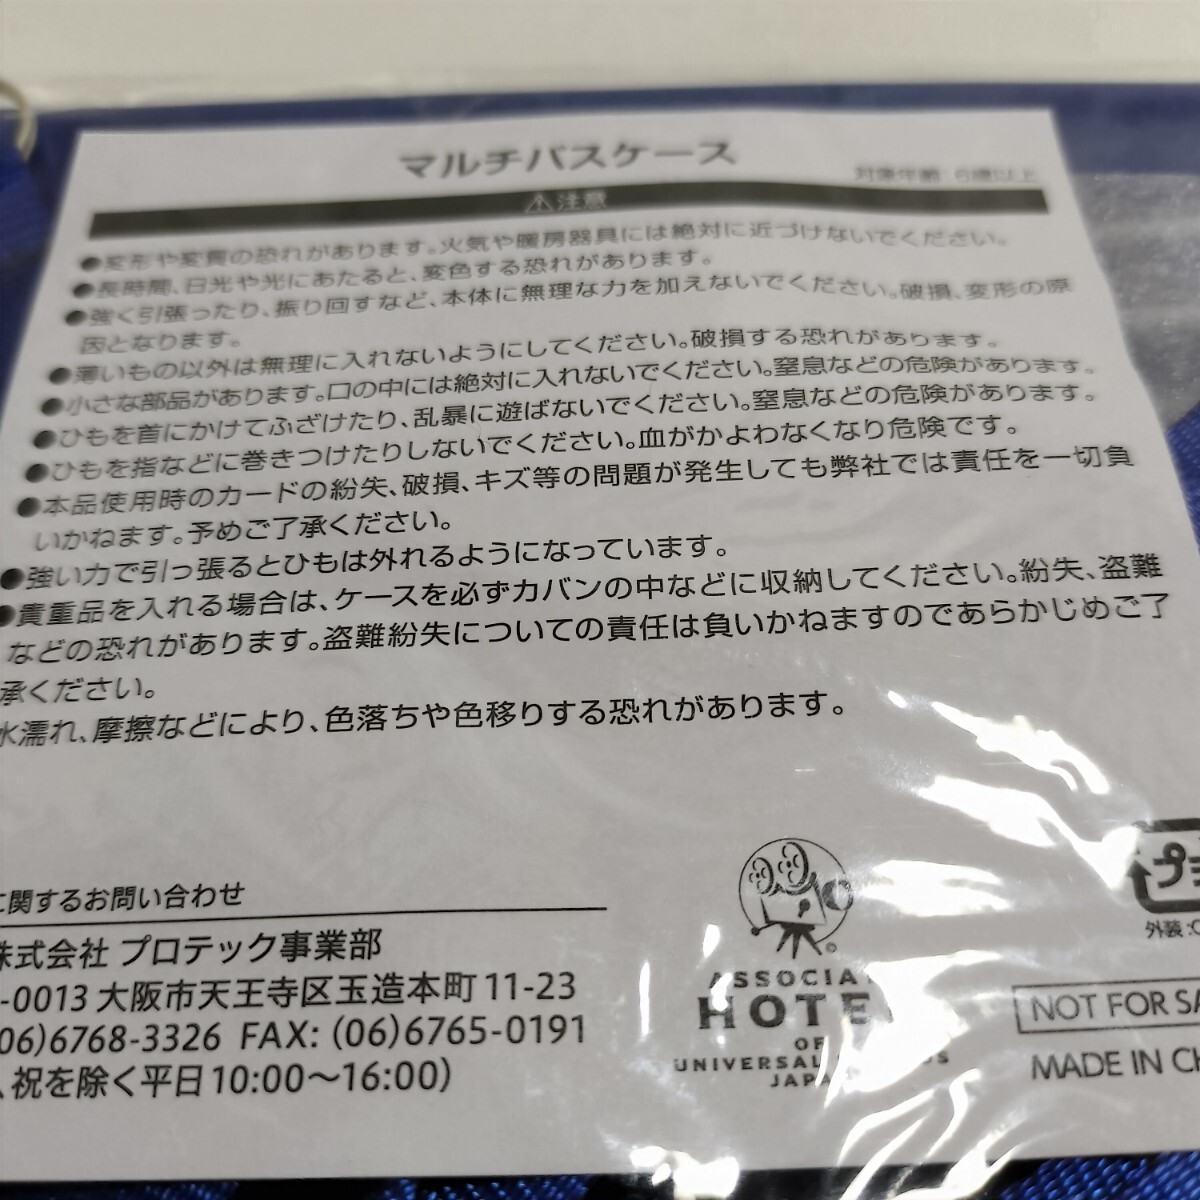 マルチパスケース
対象年齢：6歳以上
⚠注意
●変形や変質の恐れがあります。火気や暖房器具には絶対に近づけないでください。
●長時間、日光や光にあたると、変色する恐れがあります。
●強く引張ったり、振り回すなど、本体に無理な力を加えないでください。破損、変形の原
因となります。
●薄いもの以外は無理に入れないようにしてください。破損する恐れがあります。
●小さな部品があります。口の中には絶対に入れないでください。窒息などの危険があります。
●ひもを首にかけてふざけたり、乱暴に遊ばないでください。窒息などの危険があります。
●ひもを指などに巻きつけたりしないでください。血がかよわなくなり危険です。
●本品使用時のカードの紛失、破損、キズ等の問題が発生しても弊社では責任を一切負
いかねます。予めご了承ください。
●強い力で引っ張るとひもは外れるようになっています。
●貴重品を入れる場合は、ケースを必ずカバンの中などに収納してください。紛失、盗難
などの恐れがあります。盗難紛失についての責任は負いかねますのであらかじめご了
承ください。
水濡れ、摩擦などにより、色落ちや色移りする恐れがあります。
に関するお問い合わせ
株式会社 プロテック事業部
-0013 大阪市天王寺区玉造本町 11-23
06)6768-3326 FAX: (06)6765-0191
、祝を除く平日10:00～16:00)
ASSOCIA
HOTE
OF
UNIVERSAL S
JAPA
プ
外装:
NOT FOR SA
MADE IN CH